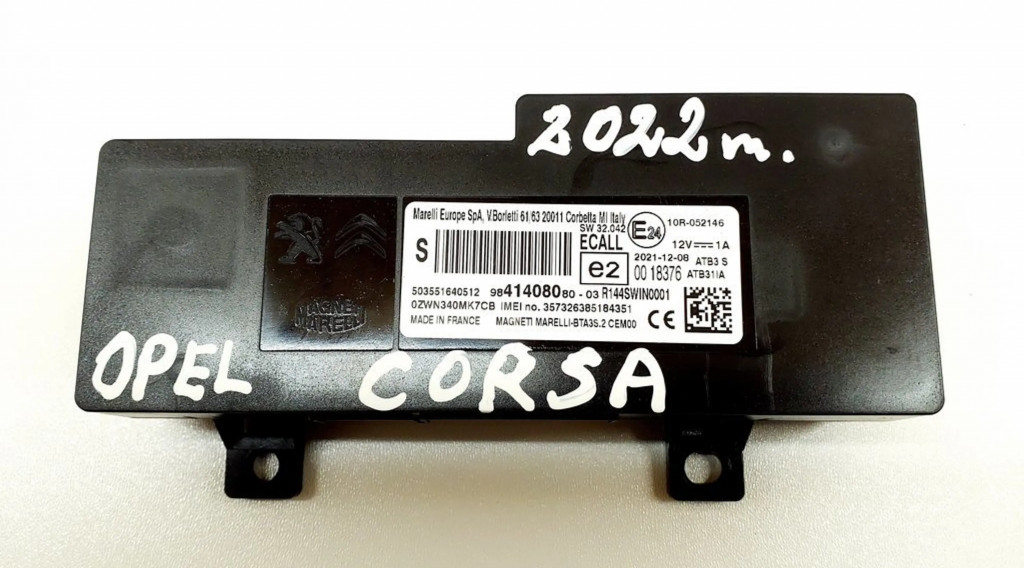 2022m.
Marelli Europe SpA, V.Borletti 61/63 20011 Corbetta MI Italy
SW 32.042
E24
10R-052146
S
ECALL
12V 1A
e2
2021-12-08 ATB3 S
00 18376 ATB31IA
503551640512 9841408080 - 03 R144SWIN0001
0ZWN340MK7CB IMEI no. 357326385184351
MADE IN FRANCE MAGNETI MARELLI-BTA3S.2 CEM00 CE
MAGNETI
MARELLI
OPEL CORSA